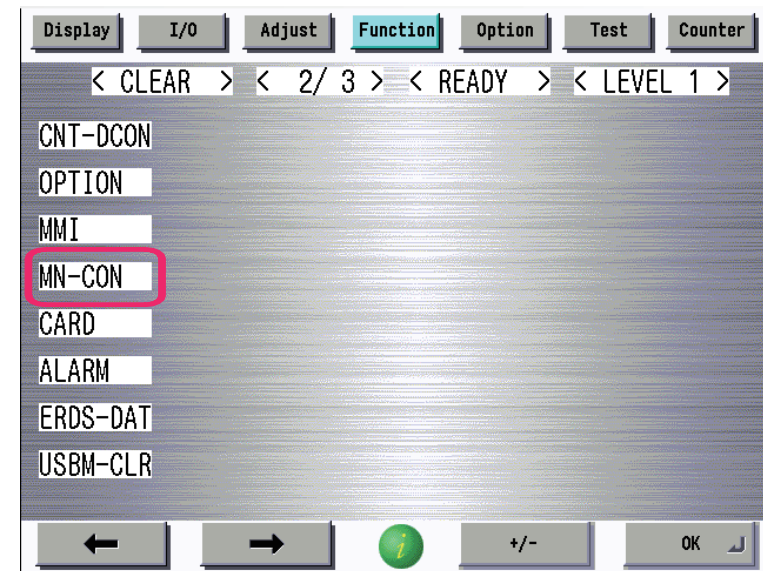 Display I/O Adjust Function Option Test Counter
< CLEAR > < 2/ 3 > < READY > < LEVEL 1 >
CNT-DCON
OPTION
MMI
MN-CON
CARD
ALARM
ERDS-DAT
USBM-CLR
+/- OK